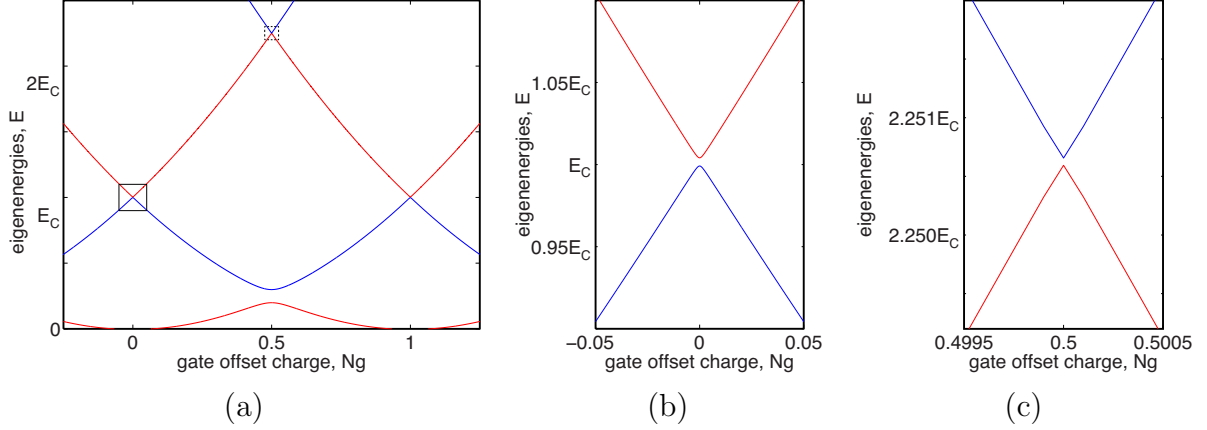 eigenenergies, E
2E_C
E_C
0
0
0.5
1
gate offset charge, Ng
(a)
eigenenergies, E
1.05E_C
E_C
0.95E_C
−0.05
0
0.05
gate offset charge, Ng
(b)
eigenenergies, E
2.251E_C
2.250E_C
0.4995
0.5
0.5005
gate offset charge, Ng
(c)